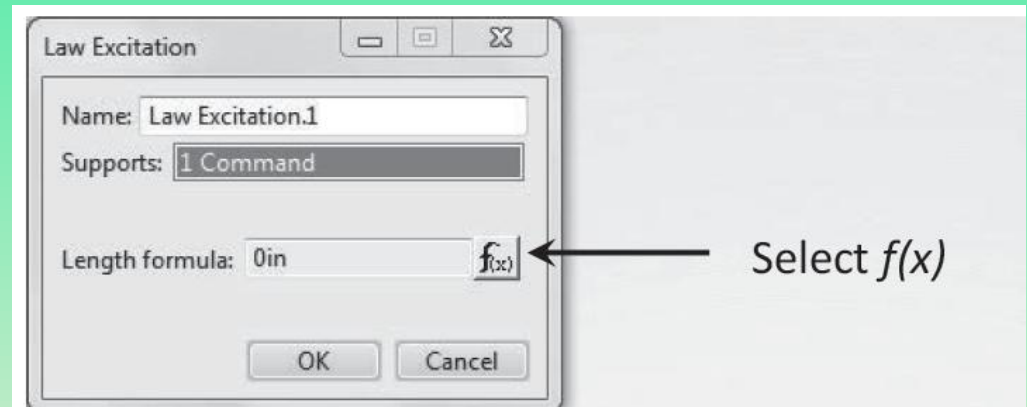 Law Excitation
Name: Law Excitation.1
Supports: 1 Command
Length formula: 0in f(x)
Select f(x)
OK Cancel